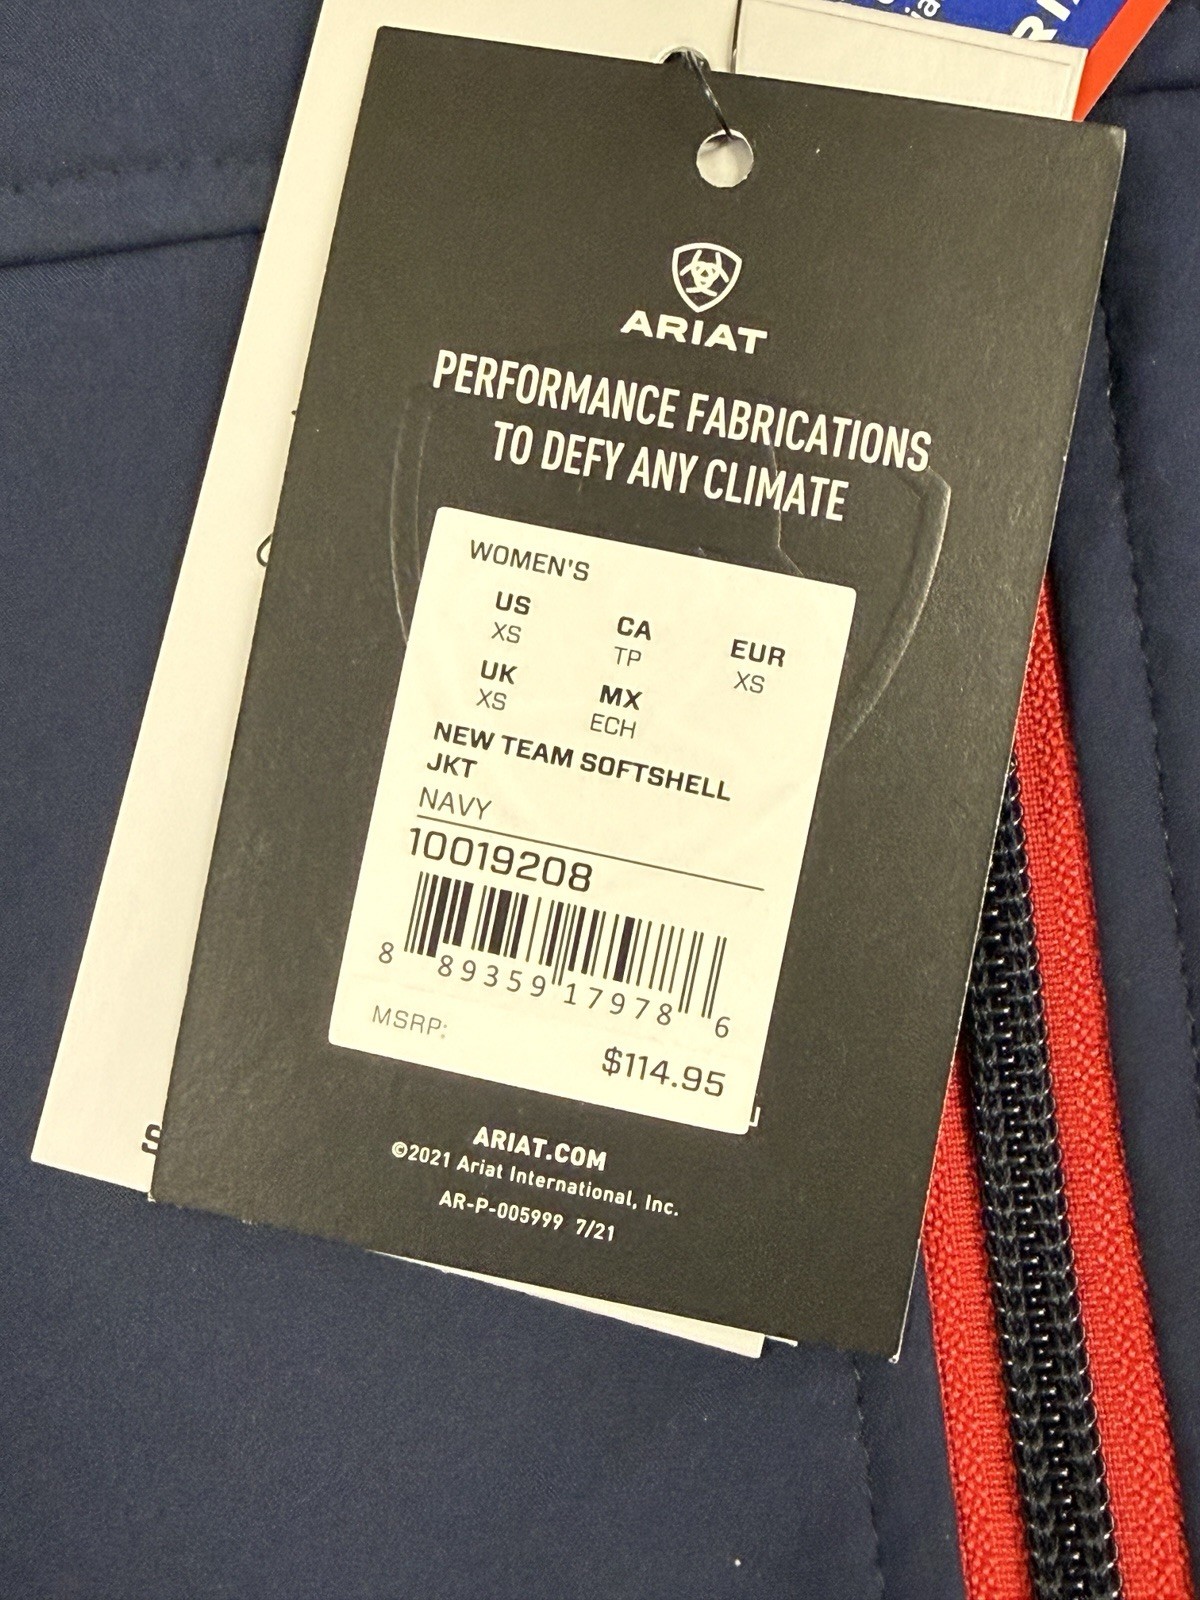 ARIAT
PERFORMANCE FABRICATIONS
TO DEFY ANY CLIMATE
WOMEN'S
US CA EUR
XS TP XS
UK MX
XS ECH
NEW TEAM SOFTSHELL
JKT
NAVY
10019208
8 89359 17978 6
MSRP:
$114.95
ARIAT.COM
©2021 Ariat International, Inc.
AR-P-005999 7/21